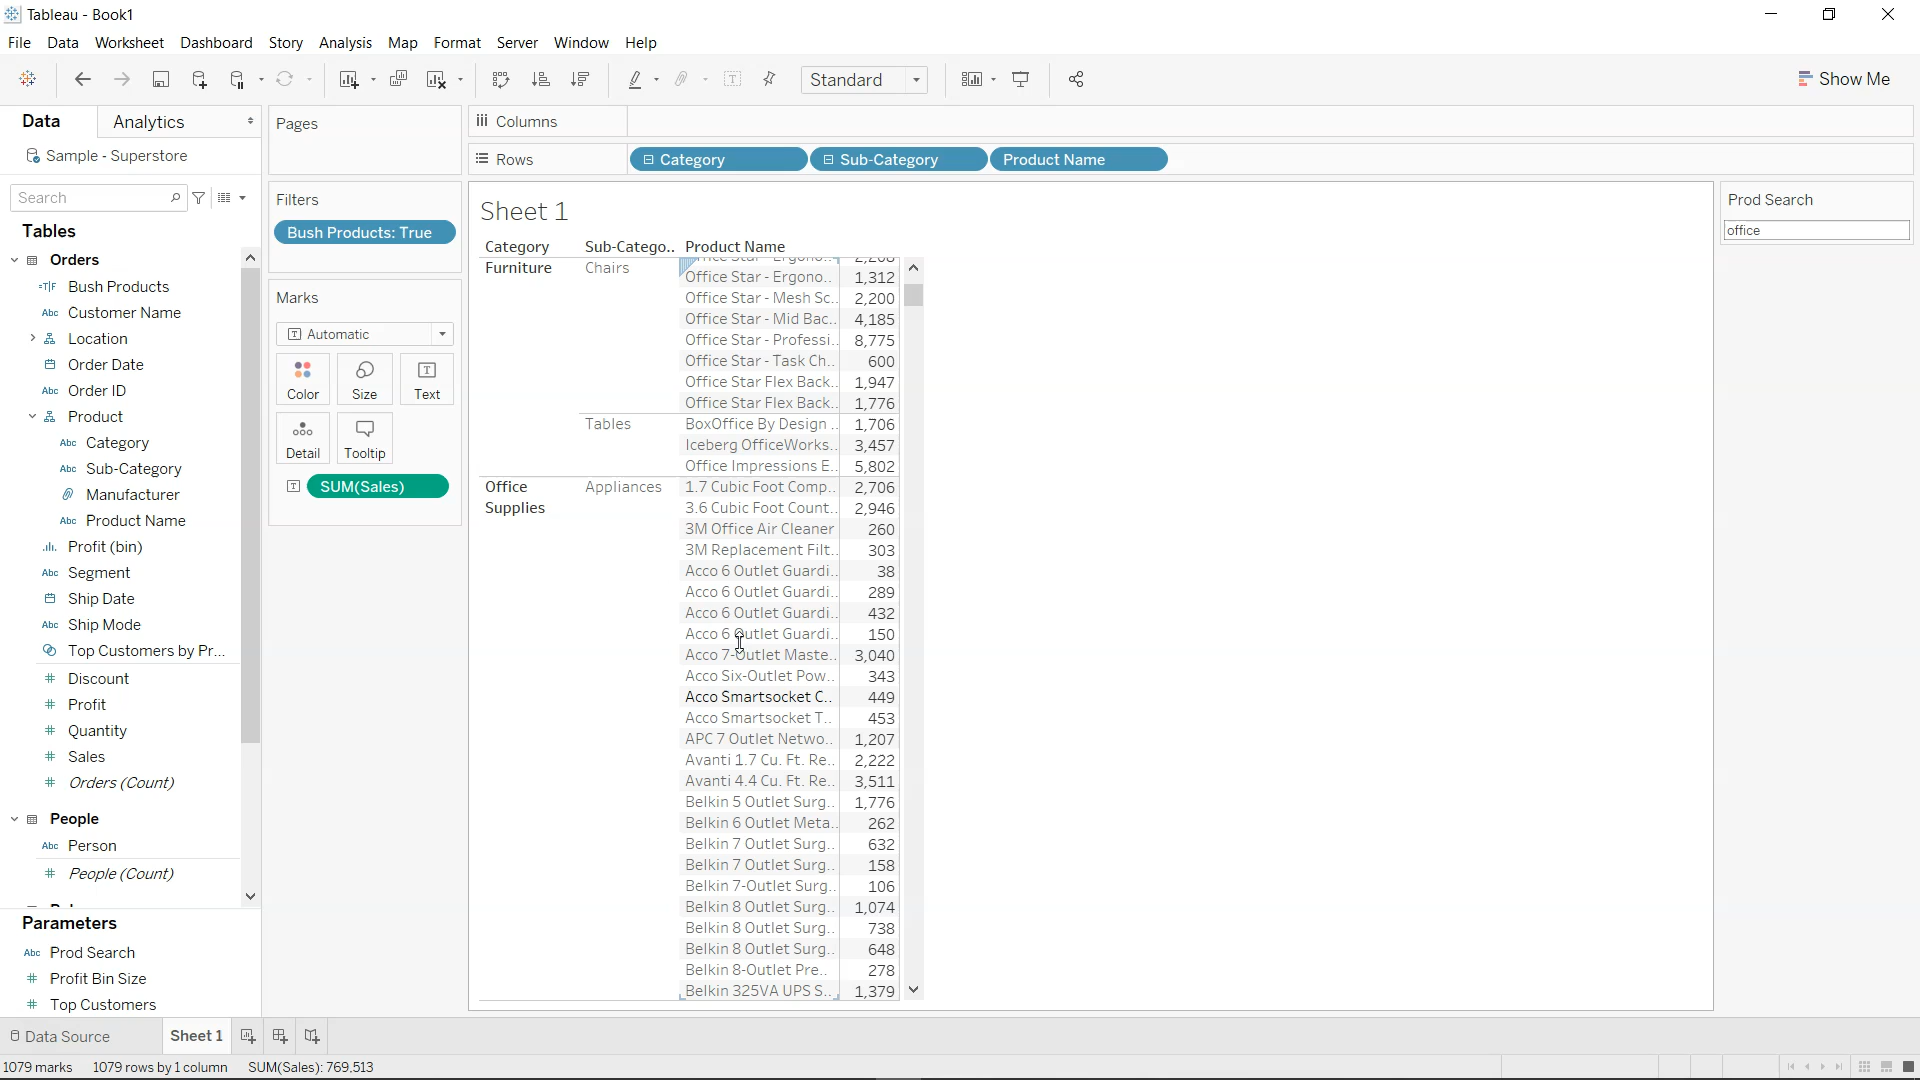 Tableau - Book1
File Data Worksheet Dashboard Story Analysis Map Format Server Window Help
Standard
Show Me
Data
Analytics
Sample - Superstore
Search
Tables
Orders
Bush Products
Abc Customer Name
Location
Order Date
Abc Order ID
Product
Abc Category
Abc Sub-Category
Manufacturer
Abc Product Name
Profit (bin)
Abc Segment
Ship Date
Abc Ship Mode
Top Customers by Pr...
# Discount
# Profit
# Quantity
# Sales
# Orders (Count)
People
Abc Person
# People (Count)
Parameters
Abc Prod Search
# Profit Bin Size
# Top Customers
Pages
Filters
Bush Products: True
Marks
Automatic
Color Size Text
Detail Tooltip
SUM(Sales)
Columns
Rows
Category Sub-Category Product Name
Sheet 1
Category Sub-Catego.. Product Name
Furniture Chairs
Office Star - Ergono.. 1,312
Office Star - Mesh Sc.. 2,200
Office Star - Mid Bac.. 4,185
Office Star - Professi.. 8,775
Office Star - Task Ch.. 600
Office Star Flex Back.. 1,947
Office Star Flex Back.. 1,776
Tables BoxOffice By Design .. 1,706
Iceberg OfficeWorks.. 3,457
Office Impressions E.. 5,802
Office Supplies Appliances 1.7 Cubic Foot Comp.. 2,706
3.6 Cubic Foot Count.. 2,946
3M Office Air Cleaner 260
3M Replacement Filt.. 303
Acco 6 Outlet Guardi.. 38
Acco 6 Outlet Guardi.. 289
Acco 6 Outlet Guardi.. 432
Acco 6 Outlet Guardi.. 150
Acco 7-Outlet Maste.. 3,040
Acco Six-Outlet Pow.. 343
Acco Smartsocket C.. 449
Acco Smartsocket T.. 453
APC 7 Outlet Netwo.. 1,207
Avanti 1.7 Cu. Ft. Re.. 2,222
Avanti 4.4 Cu. Ft. Re.. 3,511
Belkin 5 Outlet Surg.. 1,776
Belkin 6 Outlet Meta.. 262
Belkin 7 Outlet Surg.. 632
Belkin 7 Outlet Surg.. 158
Belkin 7-Outlet Surg.. 106
Belkin 8 Outlet Surg.. 1,074
Belkin 8 Outlet Surg.. 738
Belkin 8 Outlet Surg.. 648
Belkin 8-Outlet Pre.. 278
Belkin 325VA UPS S.. 1,379
Prod Search
office
Data Source
Sheet 1
1079 marks 1079 rows by 1 column SUM(Sales): 769,513